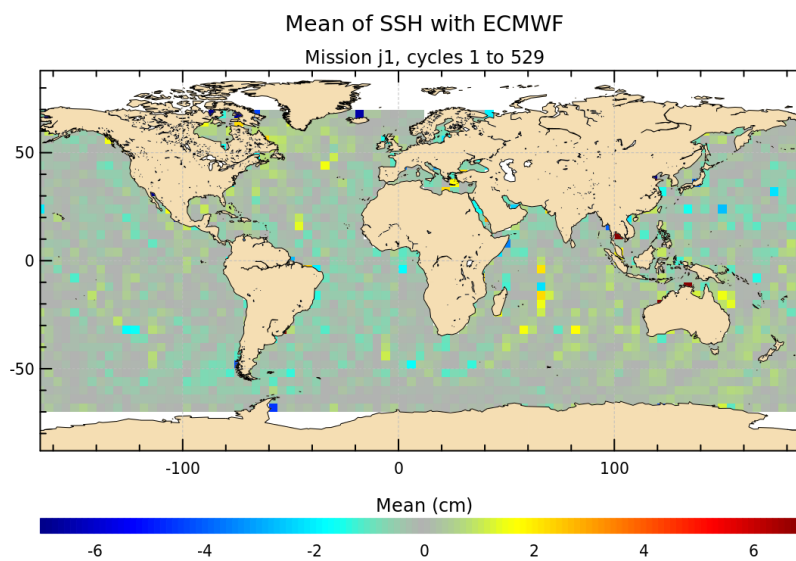 Mean of SSH with ECMWF
Mission j1, cycles 1 to 529
50
0
-50
-100 0 100
Mean (cm)
-6 -4 -2 0 2 4 6